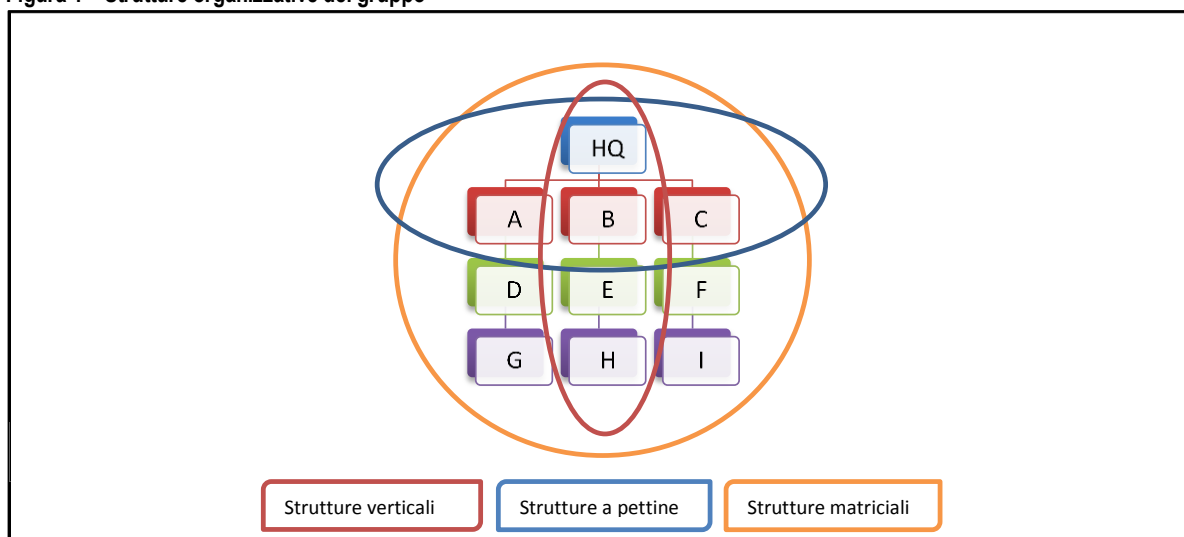 HQ
A B C
D E F
G H I
Strutture verticali Strutture a pettine Strutture matriciali